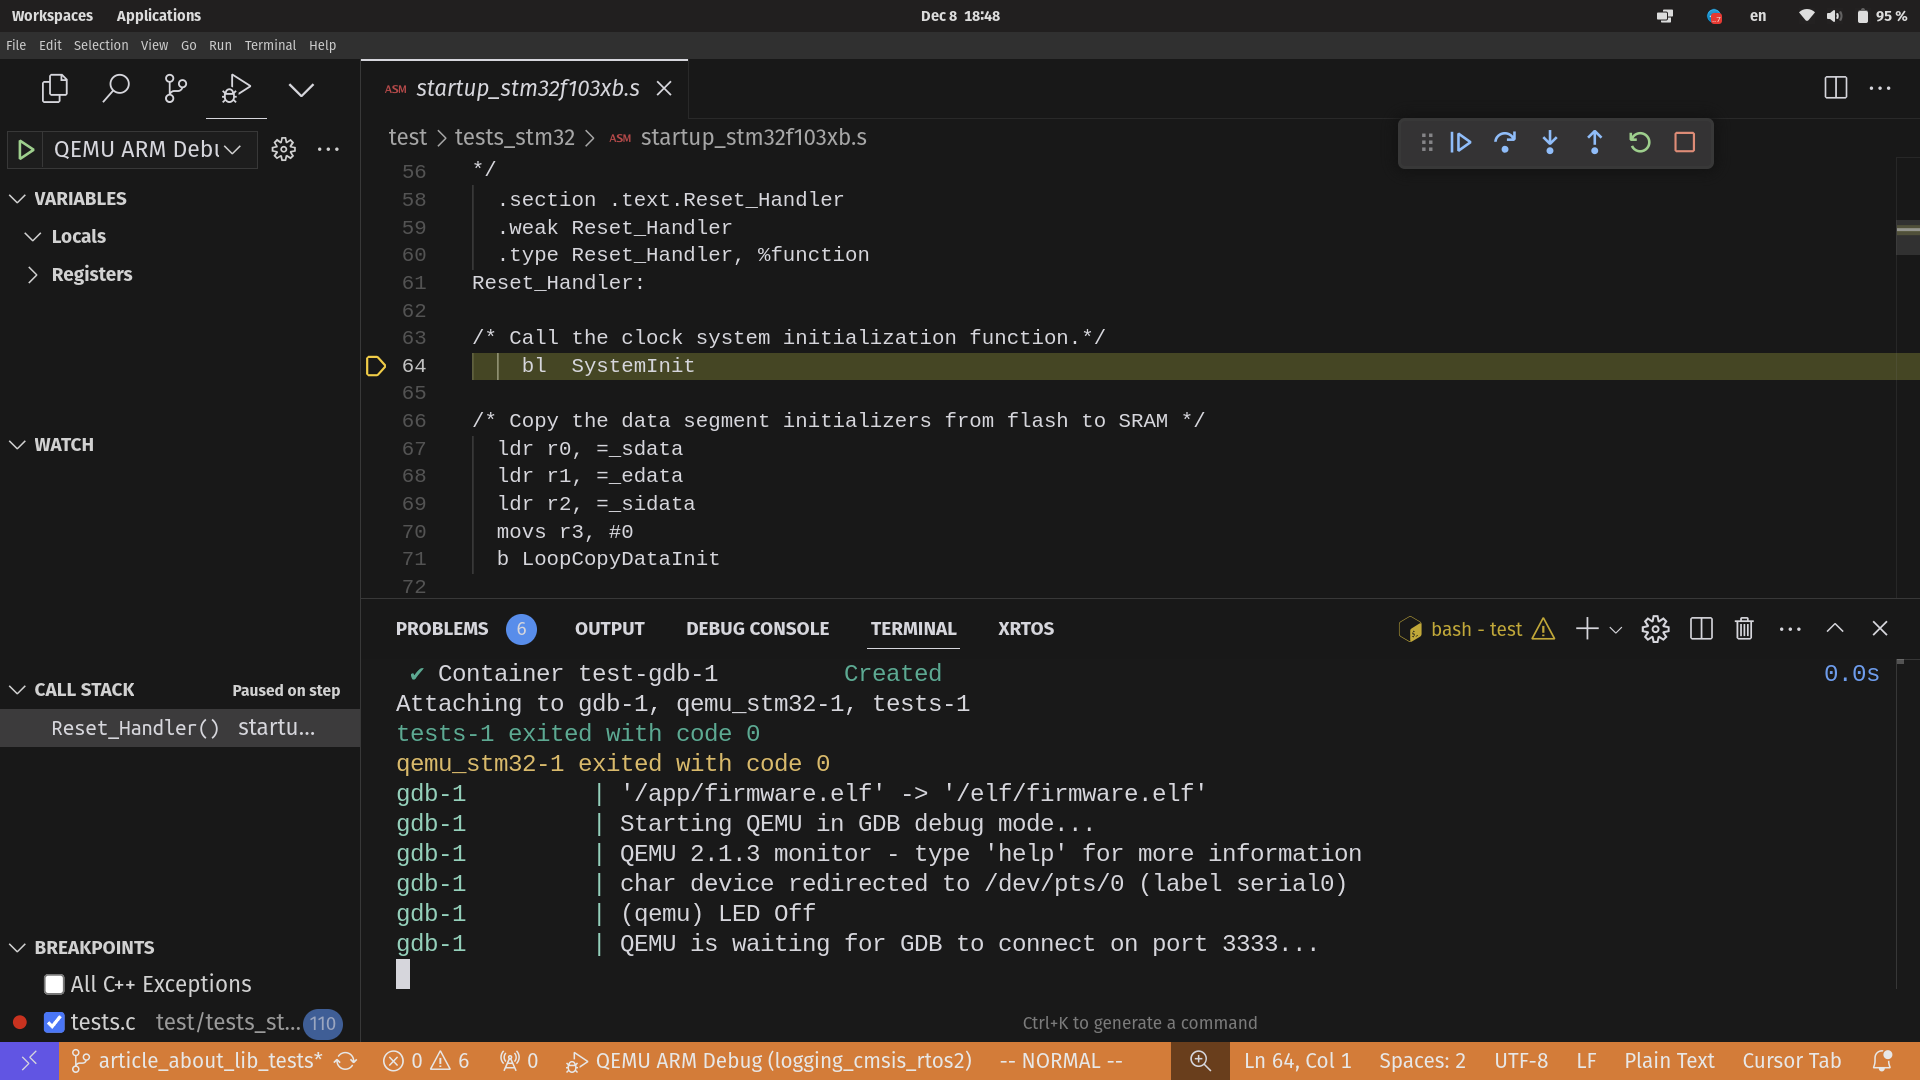 Workspaces Applications Dec 8 18:48 en 95 %
File Edit Selection View Go Run Terminal Help
ASM startup_stm32f103xb.s
QEMU ARM Debu
test > tests_stm32 > ASM startup_stm32f103xb.s
VARIABLES
Locals
Registers
WATCH
CALL STACK Paused on step
Reset_Handler() startu...
BREAKPOINTS
All C++ Exceptions
tests.c test/tests_st... 110
56 */
58 .section .text.Reset_Handler
59 .weak Reset_Handler
60 .type Reset_Handler, %function
61 Reset_Handler:
62
63 /* Call the clock system initialization function.*/
64 bl SystemInit
65
66 /* Copy the data segment initializers from flash to SRAM */
67 ldr r0, =_sdata
68 ldr r1, =_edata
69 ldr r2, =_sidata
70 movs r3, #0
71 b LoopCopyDataInit
72
PROBLEMS 6 OUTPUT DEBUG CONSOLE TERMINAL XRTOS bash - test
✔ Container test-gdb-1 Created 0.0s
Attaching to gdb-1, qemu_stm32-1, tests-1
tests-1 exited with code 0
qemu_stm32-1 exited with code 0
gdb-1 | '/app/firmware.elf' -> '/elf/firmware.elf'
gdb-1 | Starting QEMU in GDB debug mode...
gdb-1 | QEMU 2.1.3 monitor - type 'help' for more information
gdb-1 | char device redirected to /dev/pts/0 (label serial0)
gdb-1 | (qemu) LED Off
gdb-1 | QEMU is waiting for GDB to connect on port 3333...
Ctrl+K to generate a command
article_about_lib_tests* 0 6 0 QEMU ARM Debug (logging_cmsis_rtos2) -- NORMAL -- Ln 64, Col 1 Spaces: 2 UTF-8 LF Plain Text Cursor Tab